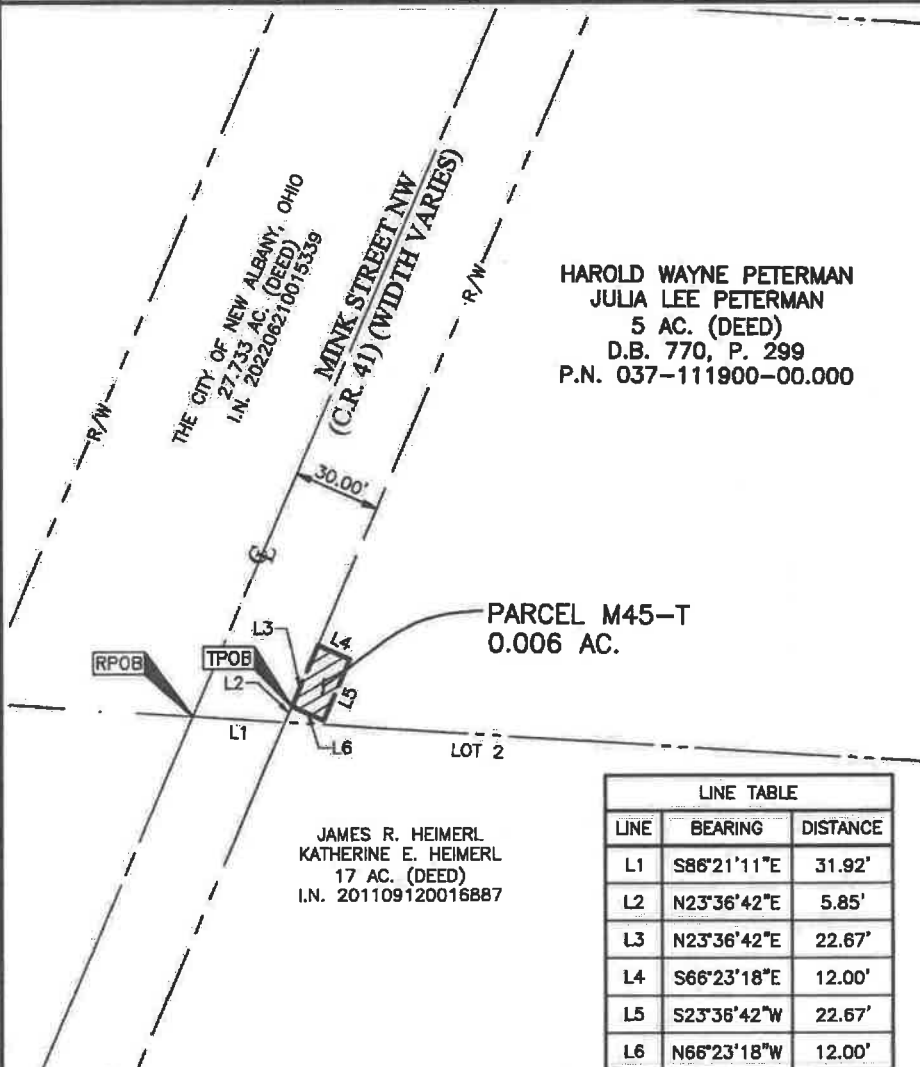 THE CITY OF NEW ALBANY, OHIO
27.733 AC. (DEED)
I.N. 202206210015339
MINK STREET NW
(C.R. 41) (WIDTH VARIES)
R/W
R/W
HAROLD WAYNE PETERMAN
JULIA LEE PETERMAN
5 AC. (DEED)
D.B. 770, P. 299
P.N. 037-111900-00.000
30.00'
CL
PARCEL M45-T
0.006 AC.
L3
L4
RPOB
TPOB
L2
L5
L1
L6
LOT 2
JAMES R. HEIMERL
KATHERINE E. HEIMERL
17 AC. (DEED)
I.N. 201109120016887
LINE TABLE
LINE BEARING DISTANCE
L1 S86°21'11"E 31.92'
L2 N23°36'42"E 5.85'
L3 N23°36'42"E 22.67'
L4 S66°23'18"E 12.00'
L5 S23°36'42"W 22.67'
L6 N66°23'18"W 12.00'